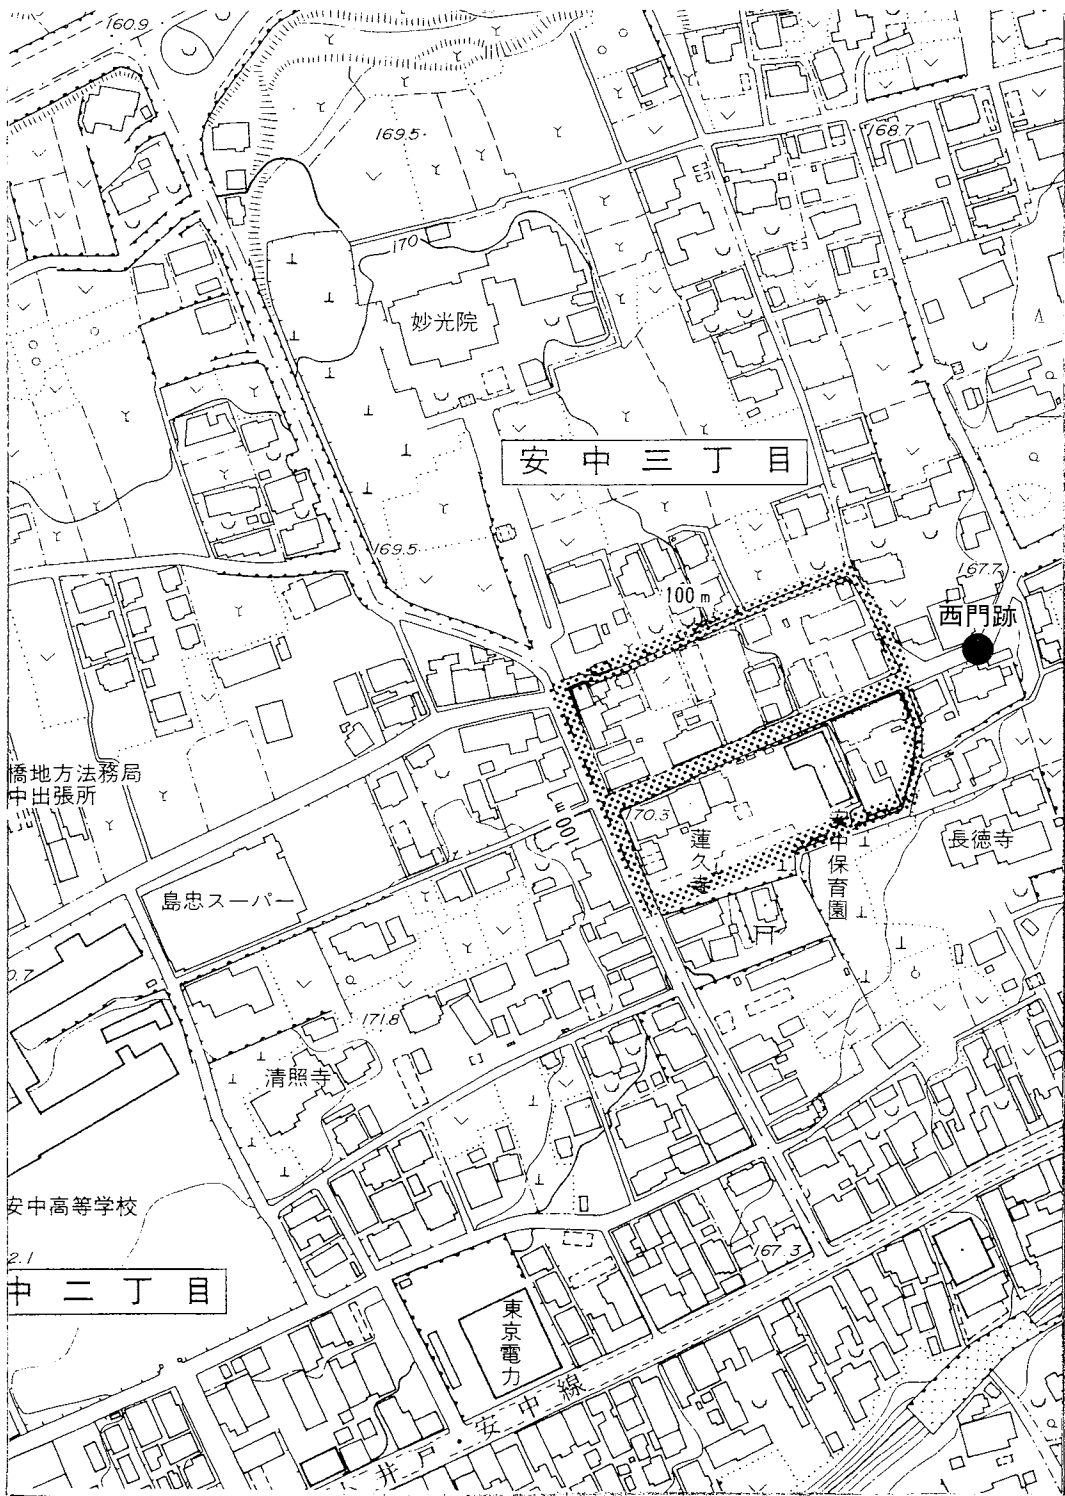 160.9
169.5
168.7
170
妙光院
安中三丁目
169.5
167.7
100m
西門跡
橋地方法務局
中出張所
100m
170.3
蓮久寺
安中保育園
長徳寺
島忠スーパー
0.7
171.8
清照寺
安中高等学校
2.1
中二丁目
167.3
東京電力
井戸・安中線